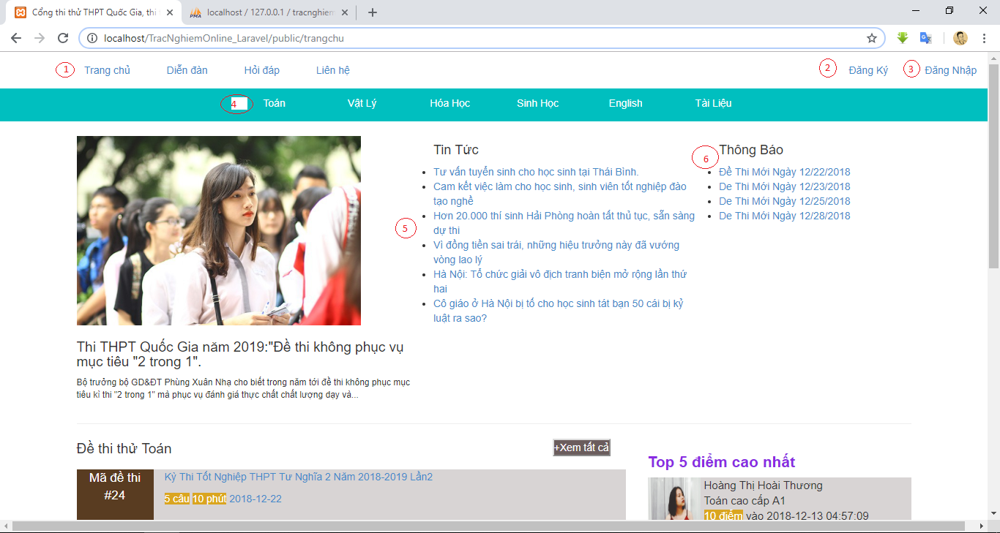 Cổng thi thử THPT Quốc Gia, thi
localhost / 127.0.0.1 / tracnghiem
localhost/TracNghiemOnline_Laravel/public/trangchu
1 Trang chủ Diễn đàn Hỏi đáp Liên hệ 2 Đăng Ký 3 Đăng Nhập
4 Toán Vật Lý Hóa Học Sinh Học English Tài Liệu
Tin Tức
Tư vấn tuyển sinh cho học sinh tại Thái Bình.
Cam kết việc làm cho học sinh, sinh viên tốt nghiệp đào
tạo nghề
5
Hơn 20.000 thí sinh Hải Phòng hoàn tất thủ tục, sẵn sàng
dự thi
Vì đồng tiền sai trái, những hiệu trưởng này đã vướng
vòng lao lý
Hà Nội: Tổ chức giải vô địch tranh biện mở rộng lần thứ
hai
Cô giáo ở Hà Nội bị tố cho học sinh tát bạn 50 cái bị kỷ
luật ra sao?
6
Thông Báo
Đề Thi Mới Ngày 12/22/2018
De Thi Mới Ngày 12/23/2018
De Thi Mới Ngày 12/25/2018
De Thi Mới Ngày 12/28/2018
Thi THPT Quốc Gia năm 2019:"Đề thi không phục vụ
mục tiêu "2 trong 1".
Bộ trưởng bộ GD&ĐT Phùng Xuân Nhạ cho biết trong năm tới đề thi không phục mục
tiêu kì thi "2 trong 1" mà phục vụ đánh giá thực chất chất lượng dạy và...
Đề thi thử Toán
+Xem tất cả
Mã đề thi
#24
Kỳ Thi Tốt Nghiệp THPT Tư Nghĩa 2 Năm 2018-2019 Lần2
5 câu 10 phút 2018-12-22
Top 5 điểm cao nhất
Hoàng Thị Hoài Thương
Toán cao cấp A1
10 điểm vào 2018-12-13 04:57:09